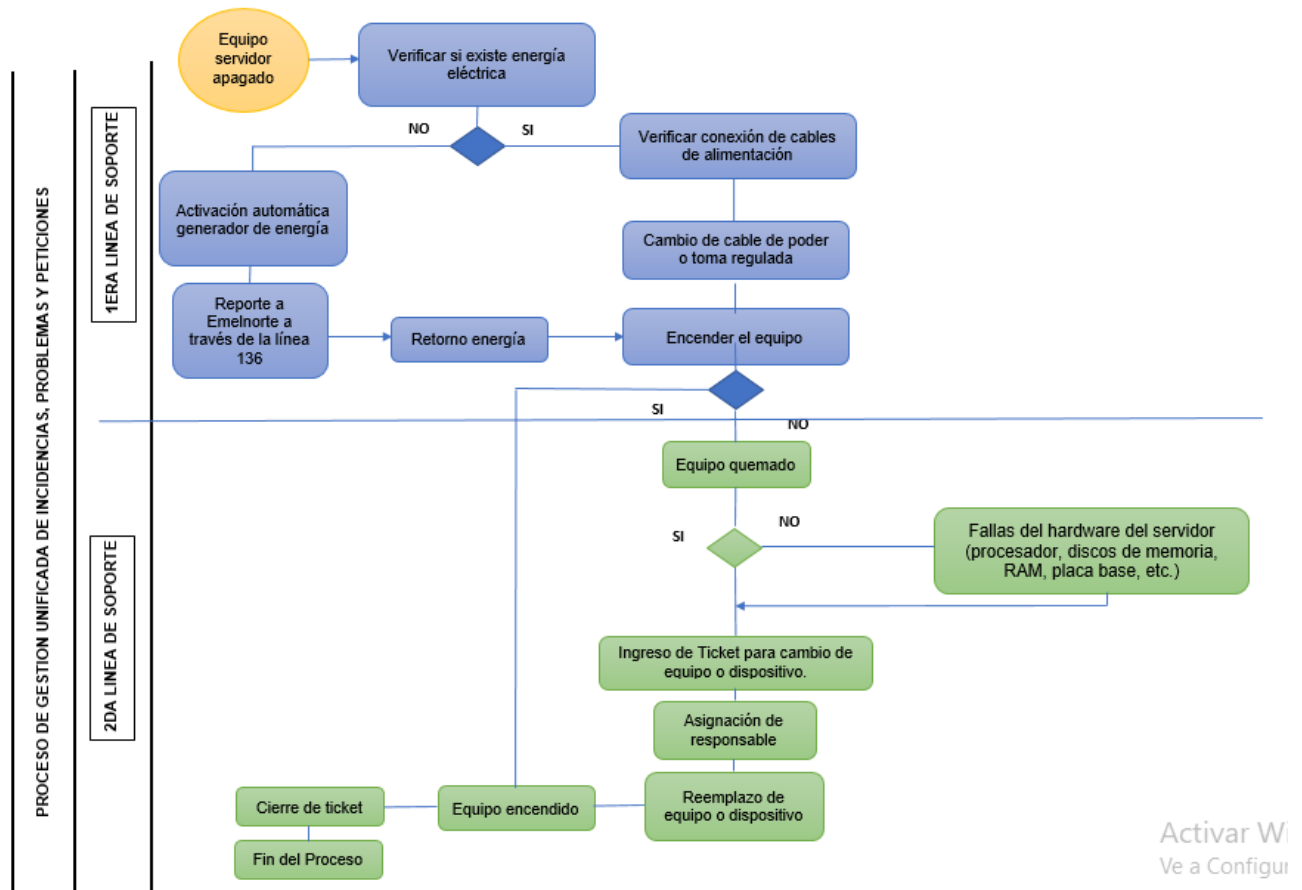 PROCESO DE GESTION UNIFICADA DE INCIDENCIAS, PROBLEMAS Y PETICIONES
1ERA LINEA DE SOPORTE
Equipo
servidor
apagado
Verificar si existe energía
eléctrica
NO
SI
Verificar conexión de cables
de alimentación
Activación automática
generador de energía
Cambio de cable de poder
o toma regulada
Reporte a
Emelnorte a
través de la línea
136
Retorno energía
Encender el equipo
SI
NO
2DA LINEA DE SOPORTE
Equipo quemado
SI
NO
Fallas del hardware del servidor
(procesador, discos de memoria,
RAM, placa base, etc.)
Ingreso de Ticket para cambio de
equipo o dispositivo.
Asignación de
responsable
Reemplazo de
equipo o dispositivo
Equipo encendido
Cierre de ticket
Fin del Proceso
Activar Wi
Ve a Configur